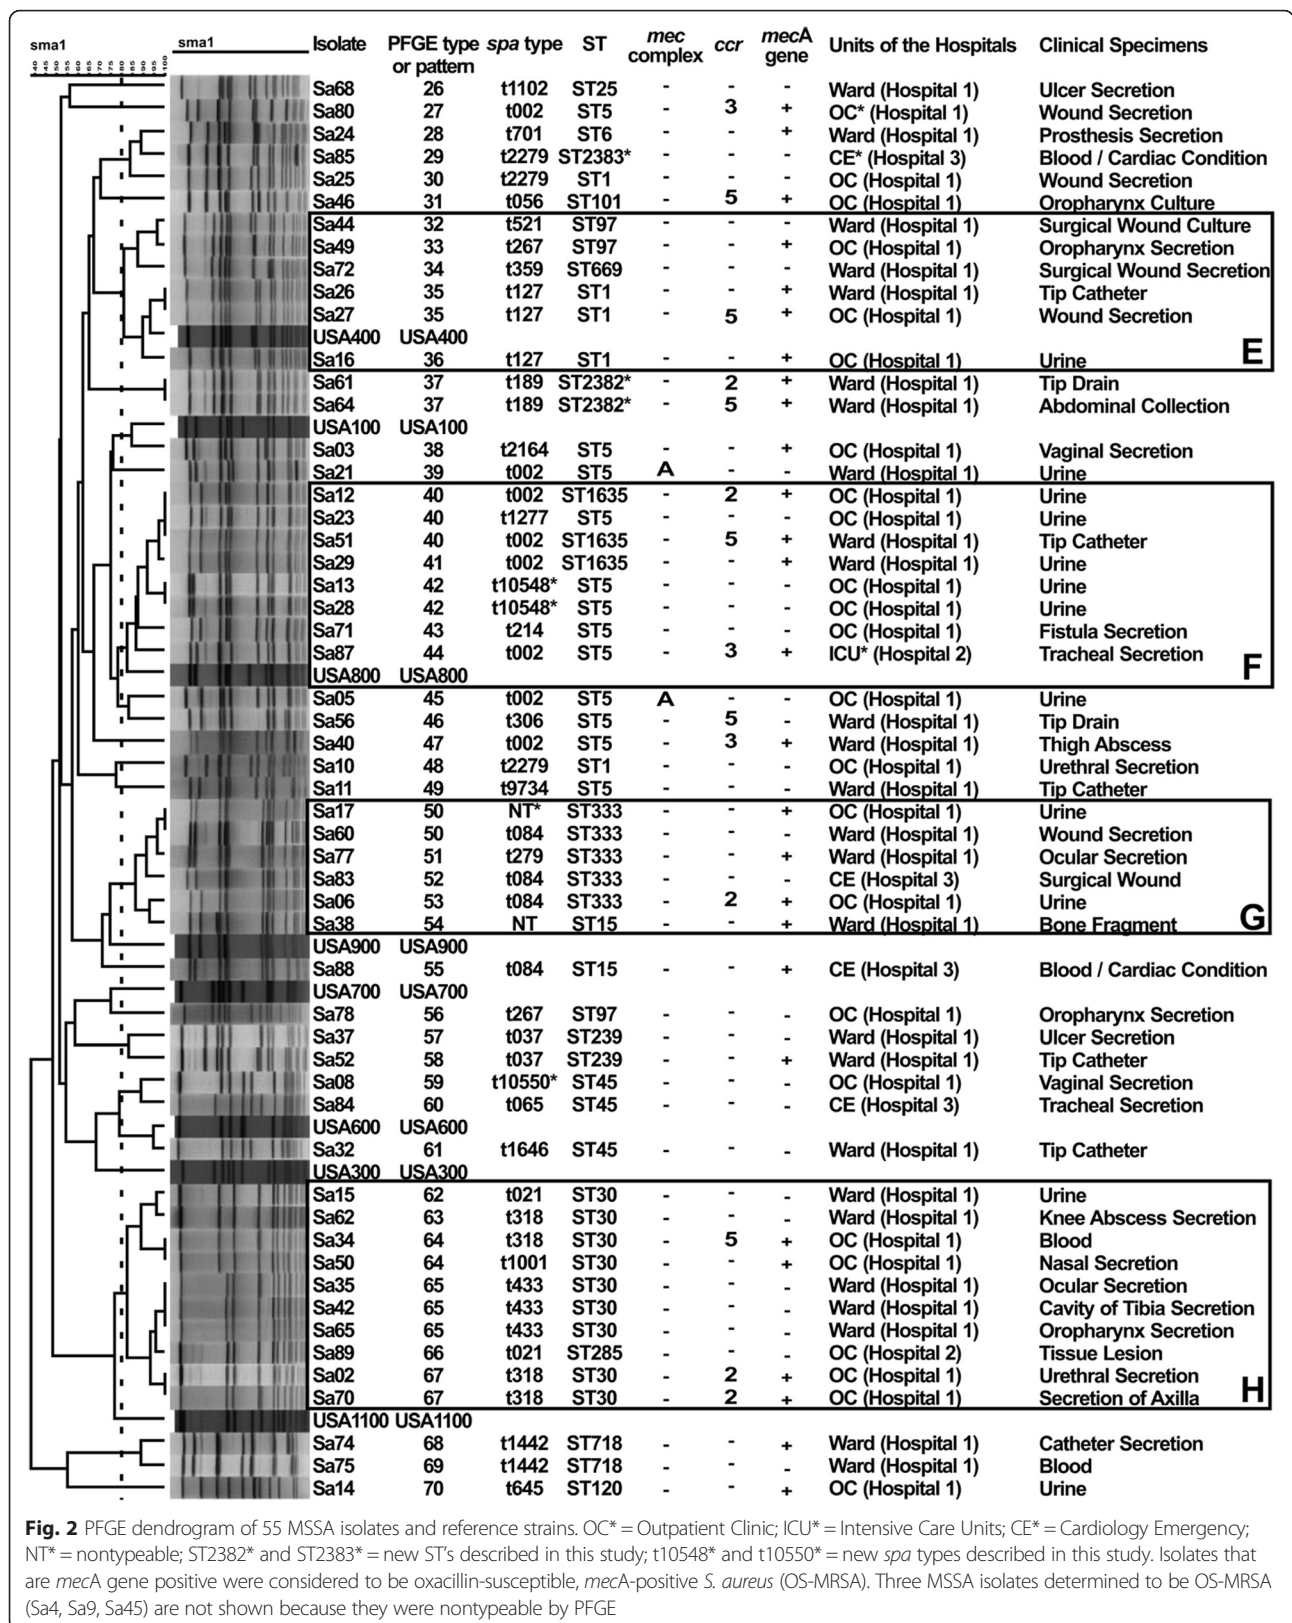 sma1 sma1 Isolate PFGE type or pattern spa type ST mec complex ccr mecA gene Units of the Hospitals Clinical Specimens
40 45 50 55 60 65 70 75 80 85 90 95 100
Sa68 26 t1102 ST25 - - - Ward (Hospital 1) Ulcer Secretion
Sa80 27 t002 ST5 - 3 + OC* (Hospital 1) Wound Secretion
Sa24 28 t701 ST6 - - + Ward (Hospital 1) Prosthesis Secretion
Sa85 29 t2279 ST2383* - - - CE* (Hospital 3) Blood / Cardiac Condition
Sa25 30 t2279 ST1 - - - OC (Hospital 1) Wound Secretion
Sa46 31 t056 ST101 - 5 + OC (Hospital 1) Oropharynx Culture
Sa44 32 t521 ST97 - - - Ward (Hospital 1) Surgical Wound Culture
Sa49 33 t267 ST97 - - + OC (Hospital 1) Oropharynx Secretion
Sa72 34 t359 ST669 - - - Ward (Hospital 1) Surgical Wound Secretion
Sa26 35 t127 ST1 - - + Ward (Hospital 1) Tip Catheter
Sa27 35 t127 ST1 - 5 + OC (Hospital 1) Wound Secretion
USA400 USA400
Sa16 36 t127 ST1 - - + OC (Hospital 1) Urine E
Sa61 37 t189 ST2382* - 2 + Ward (Hospital 1) Tip Drain
Sa64 37 t189 ST2382* - 5 + Ward (Hospital 1) Abdominal Collection
USA100 USA100
Sa03 38 t2164 ST5 - - + OC (Hospital 1) Vaginal Secretion
Sa21 39 t002 ST5 A - - Ward (Hospital 1) Urine
Sa12 40 t002 ST1635 - 2 + OC (Hospital 1) Urine
Sa23 40 t1277 ST5 - - - OC (Hospital 1) Urine
Sa51 40 t002 ST1635 - 5 + Ward (Hospital 1) Tip Catheter
Sa29 41 t002 ST1635 - - + Ward (Hospital 1) Urine
Sa13 42 t10548* ST5 - - - OC (Hospital 1) Urine
Sa28 42 t10548* ST5 - - - OC (Hospital 1) Urine
Sa71 43 t214 ST5 - - - OC (Hospital 1) Fistula Secretion
Sa87 44 t002 ST5 - 3 + ICU* (Hospital 2) Tracheal Secretion
USA800 USA800 F
Sa05 45 t002 ST5 A - - OC (Hospital 1) Urine
Sa56 46 t306 ST5 - 5 - Ward (Hospital 1) Tip Drain
Sa40 47 t002 ST5 - 3 + Ward (Hospital 1) Thigh Abscess
Sa10 48 t2279 ST1 - - - OC (Hospital 1) Urethral Secretion
Sa11 49 t9734 ST5 - - - Ward (Hospital 1) Tip Catheter
Sa17 50 NT* ST333 - - + OC (Hospital 1) Urine
Sa60 50 t084 ST333 - - - Ward (Hospital 1) Wound Secretion
Sa77 51 t279 ST333 - - + Ward (Hospital 1) Ocular Secretion
Sa83 52 t084 ST333 - - - CE (Hospital 3) Surgical Wound
Sa06 53 t084 ST333 - 2 + OC (Hospital 1) Urine
Sa38 54 NT ST15 - - + Ward (Hospital 1) Bone Fragment G
USA900 USA900
Sa88 55 t084 ST15 - - + CE (Hospital 3) Blood / Cardiac Condition
USA700 USA700
Sa78 56 t267 ST97 - - - OC (Hospital 1) Oropharynx Secretion
Sa37 57 t037 ST239 - - - Ward (Hospital 1) Ulcer Secretion
Sa52 58 t037 ST239 - - + Ward (Hospital 1) Tip Catheter
Sa08 59 t10550* ST45 - - - OC (Hospital 1) Vaginal Secretion
Sa84 60 t065 ST45 - - - CE (Hospital 3) Tracheal Secretion
USA600 USA600
Sa32 61 t1646 ST45 - - - Ward (Hospital 1) Tip Catheter
USA300 USA300
Sa15 62 t021 ST30 - - - Ward (Hospital 1) Urine
Sa62 63 t318 ST30 - - - Ward (Hospital 1) Knee Abscess Secretion
Sa34 64 t318 ST30 - 5 + OC (Hospital 1) Blood
Sa50 64 t1001 ST30 - - + OC (Hospital 1) Nasal Secretion
Sa35 65 t433 ST30 - - - Ward (Hospital 1) Ocular Secretion
Sa42 65 t433 ST30 - - - Ward (Hospital 1) Cavity of Tibia Secretion
Sa65 65 t433 ST30 - - - Ward (Hospital 1) Oropharynx Secretion
Sa89 66 t021 ST285 - - - OC (Hospital 2) Tissue Lesion
Sa02 67 t318 ST30 - 2 + OC (Hospital 1) Urethral Secretion
Sa70 67 t318 ST30 - 2 + OC (Hospital 1) Secretion of Axilla H
USA1100 USA1100
Sa74 68 t1442 ST718 - - + Ward (Hospital 1) Catheter Secretion
Sa75 69 t1442 ST718 - - - Ward (Hospital 1) Blood
Sa14 70 t645 ST120 - - + OC (Hospital 1) Urine
Fig. 2 PFGE dendrogram of 55 MSSA isolates and reference strains. OC* = Outpatient Clinic; ICU* = Intensive Care Units; CE* = Cardiology Emergency;
NT* = nontypeable; ST2382* and ST2383* = new ST's described in this study; t10548* and t10550* = new spa types described in this study. Isolates that
are mecA gene positive were considered to be oxacillin-susceptible, mecA-positive S. aureus (OS-MRSA). Three MSSA isolates determined to be OS-MRSA
(Sa4, Sa9, Sa45) are not shown because they were nontypeable by PFGE